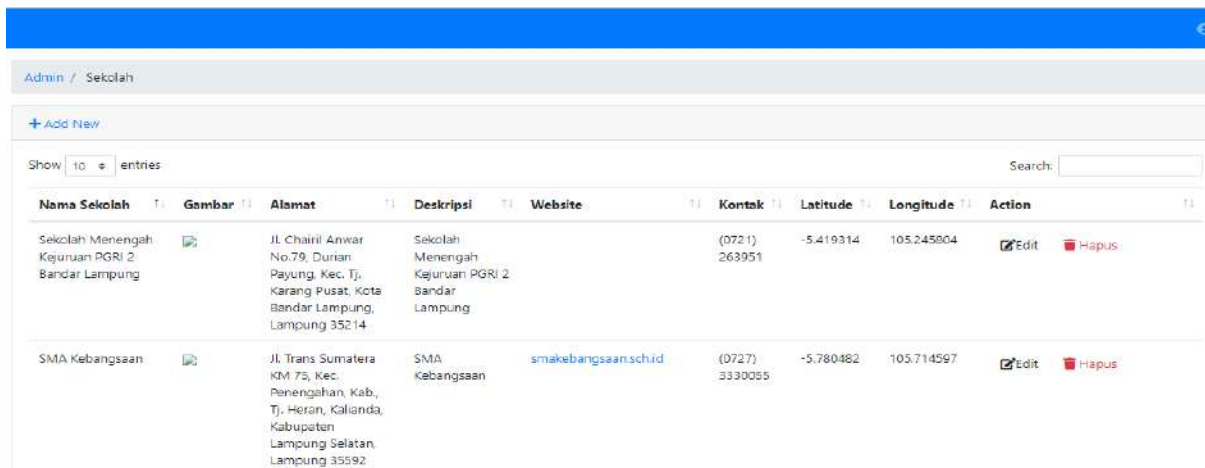 Admin / Sekolah
+ Add New
Show 10 entries
Search:
Nama Sekolah Gambar Alamat Deskripsi Website Kontak Latitude Longitude Action
Sekolah Menengah Jl. Chairil Anwar Sekolah (0721) -5.419314 105.245804 Edit Hapus
Kejuruan PGRI 2 No.79, Durian Menengah 263951
Bandar Lampung Payung, Kec. Tj. Kejuruan PGRI 2
Karang Pusat, Kota Bandar
Bandar Lampung, Lampung
Lampung 35214
SMA Kebangsaan Jl. Trans Sumatera SMA smakebangsaan.sch.id (0727) -5.780482 105.714597 Edit Hapus
KM 75, Kec. Kebangsaan 3330055
Penengahan, Kab.,
Tj. Heran, Kalianda,
Kabupaten
Lampung Selatan,
Lampung 35592